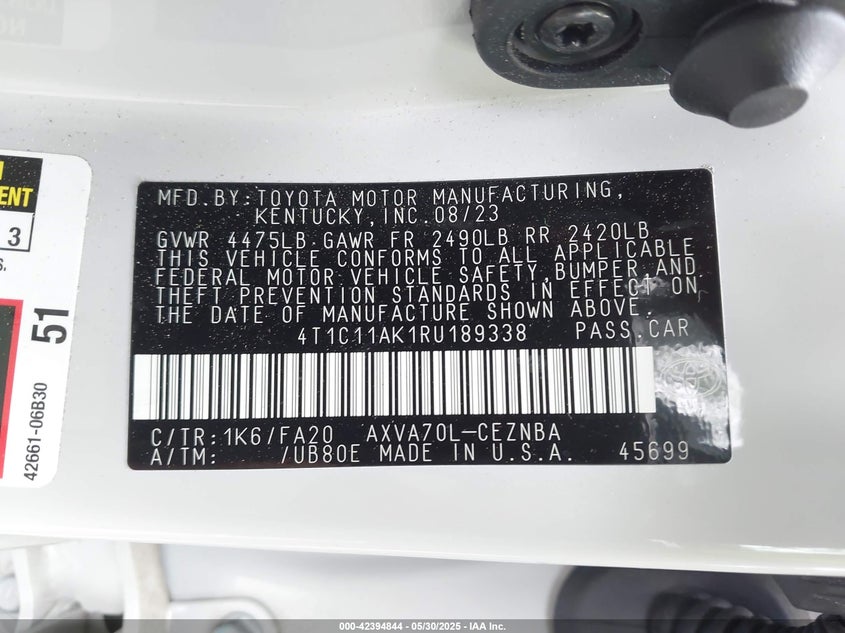 MFD. BY: TOYOTA MOTOR MANUFACTURING,
KENTUCKY, INC. 08/23
GVWR 4475LB GAWR FR 2490LB RR 2420LB
THIS VEHICLE CONFORMS TO ALL APPLICABLE
FEDERAL MOTOR VEHICLE SAFETY, BUMPER, AND
THEFT PREVENTION STANDARDS IN EFFECT ON
THE DATE OF MANUFACTURE SHOWN ABOVE.
4T1C11AK1RU189338 PASS. CAR
C/TR: 1K6/FA20 AXVA70L-CEZNBA
A/TM: /UB80E MADE IN U.S.A. 45699
3
51
42661-06B30
000-42394844 — 05/30/2025 — IAA Inc.